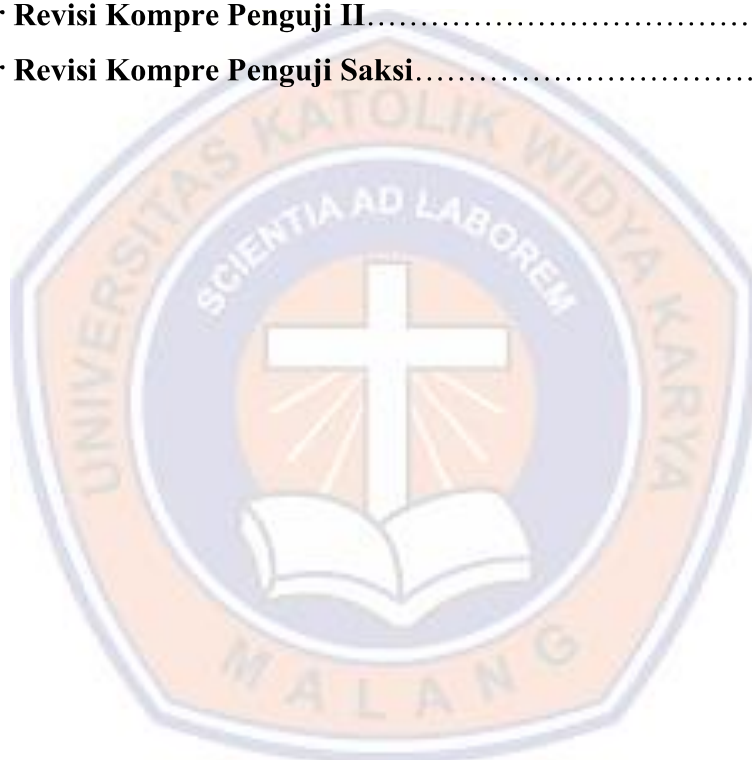 r Revisi Kompre Penguji II……………………………………
r Revisi Kompre Penguji Saksi………………………………
UNIVERSITAS KATOLIK WIDYA KARYA
SCIENTIA AD LABOREM
MALANG